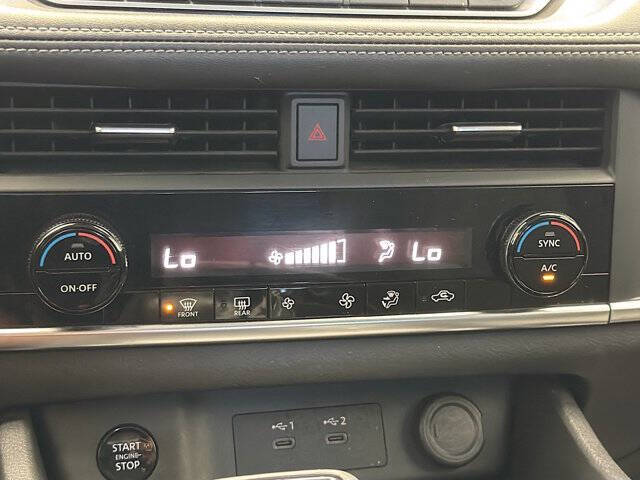 Lo
Lo
AUTO
ON·OFF
SYNC
A/C
FRONT
REAR
1
2
START
ENGINE
STOP